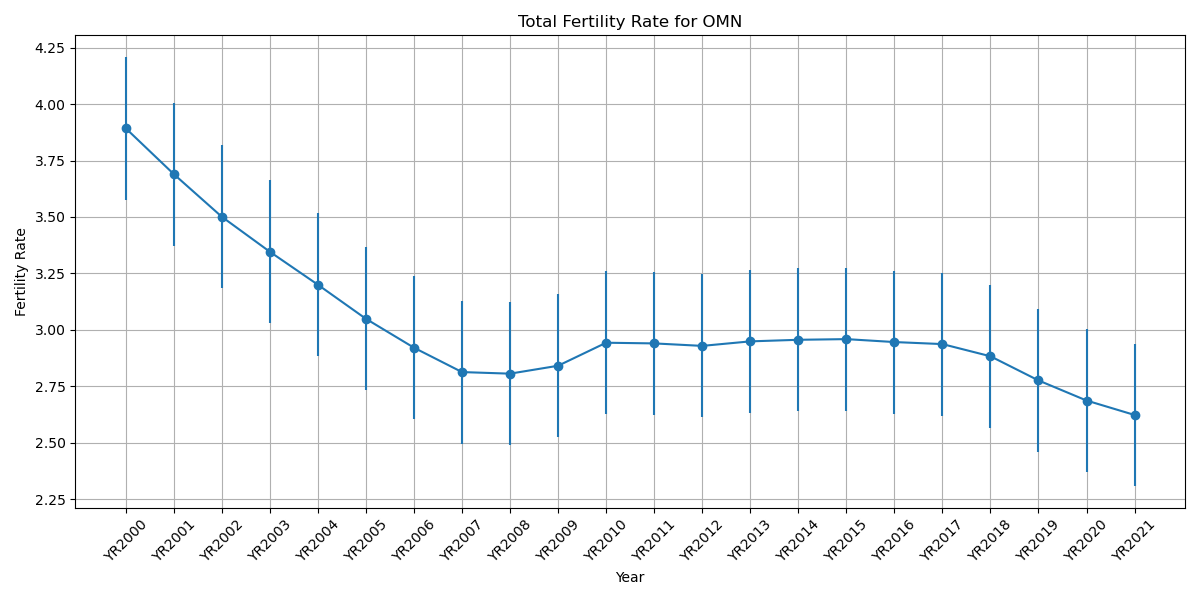 Total Fertility Rate for OMN
Fertility Rate
4.25
4.00
3.75
3.50
3.25
3.00
2.75
2.50
2.25
YR2000
YR2001
YR2002
YR2003
YR2004
YR2005
YR2006
YR2007
YR2008
YR2009
YR2010
YR2011
YR2012
YR2013
YR2014
YR2015
YR2016
YR2017
YR2018
YR2019
YR2020
YR2021
Year